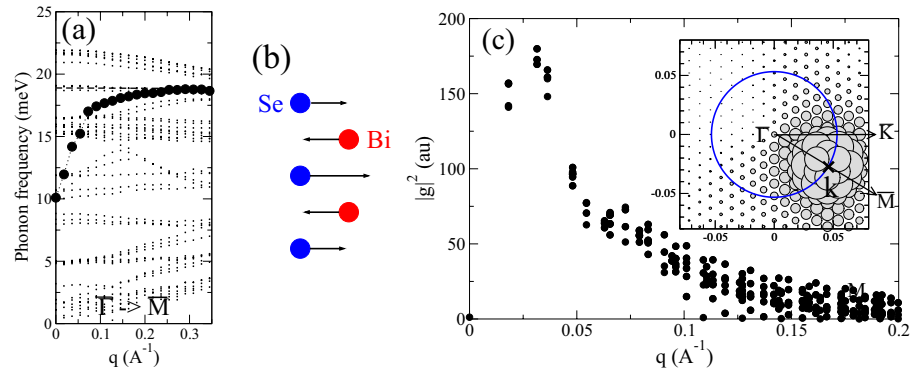 (a)
25
20
15
10
5
0
Phonon frequency (meV)
Γ -> M̅
0
0.1
0.2
0.3
q (A⁻¹)
(b)
Se
Bi
(c)
200
150
100
50
0
|g|² (au)
0
0.05
0.1
0.15
0.2
q (A⁻¹)
M
0.05
0
-0.05
-0.05
0
0.05
Γ
K̅
k
M̅